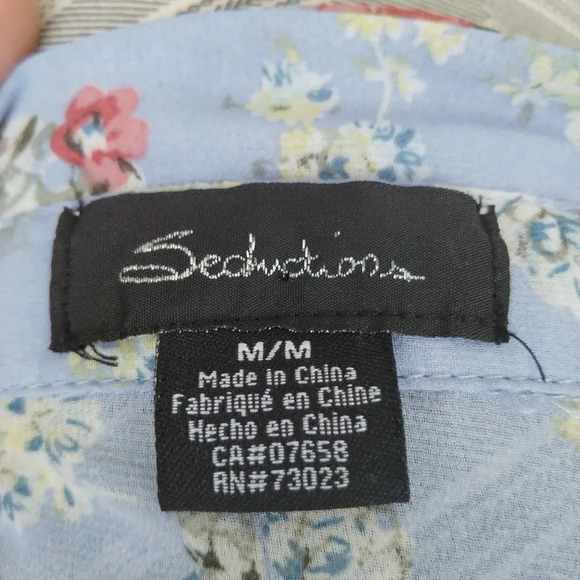 Seductions
M/M
Made in China
Fabriqué en Chine
Hecho en China
CA#07658
RN#73023